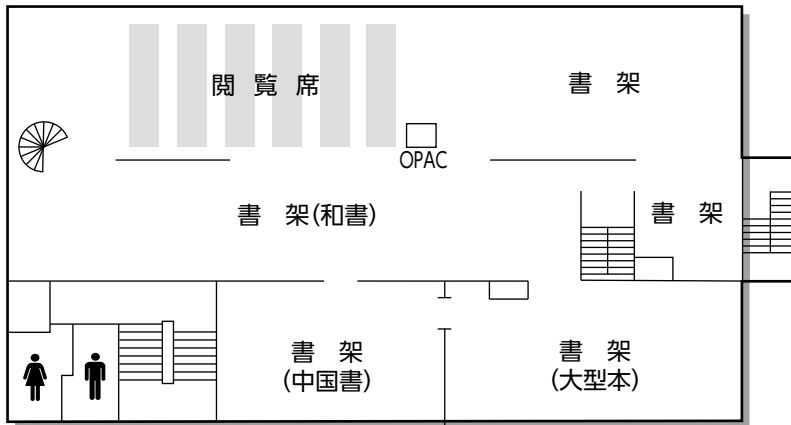 閲 覧 席
書 架
OPAC
書 架(和書)
書 架
書 架
(中国書)
書 架
(大型本)